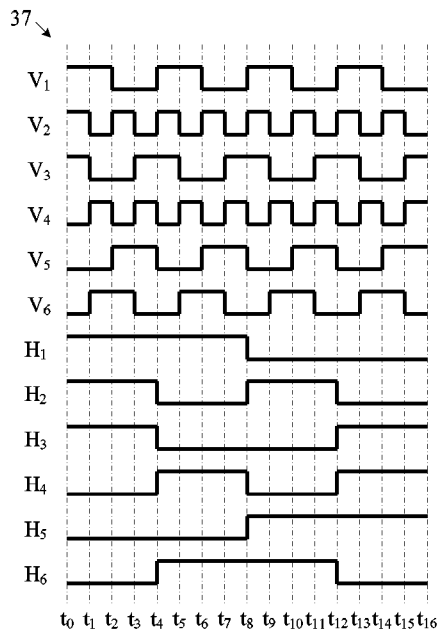 37
V₁
V₂
V₃
V₄
V₅
V₆
H₁
H₂
H₃
H₄
H₅
H₆
t₀ t₁ t₂ t₃ t₄ t₅ t₆ t₇ t₈ t₉ t₁₀ t₁₁ t₁₂ t₁₃ t₁₄ t₁₅ t₁₆